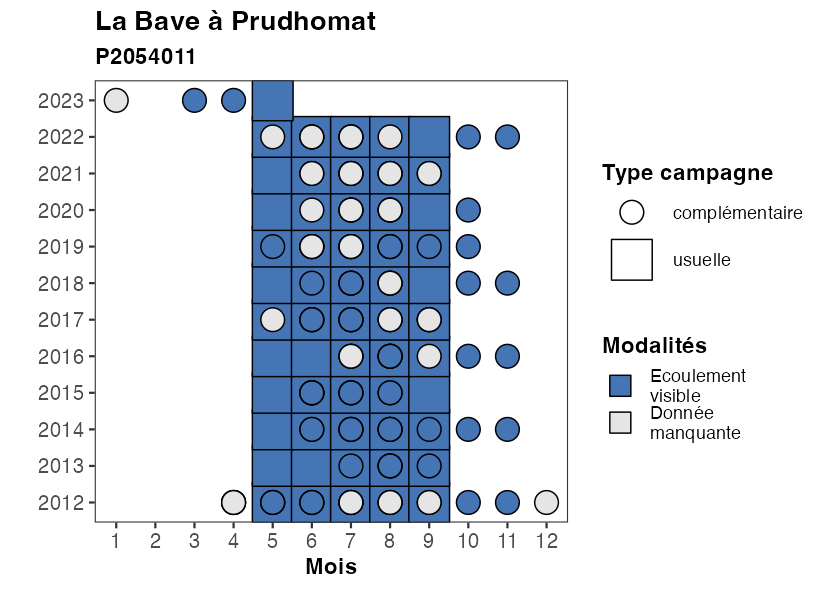 La Bave à Prudhomat
P2054011
2023
2022
2021
2020
2019
2018
2017
2016
2015
2014
2013
2012
1 2 3 4 5 6 7 8 9 10 11 12
Mois
Type campagne
complémentaire
usuelle
Modalités
Ecoulement
visible
Donnée
manquante